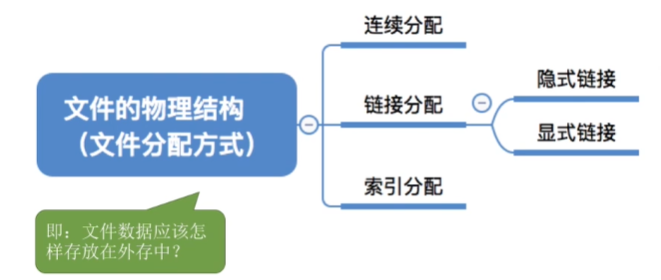 文件的物理结构
（文件分配方式）
连续分配
链接分配
隐式链接
显式链接
索引分配
即：文件数据应该怎
样存放在外存中？